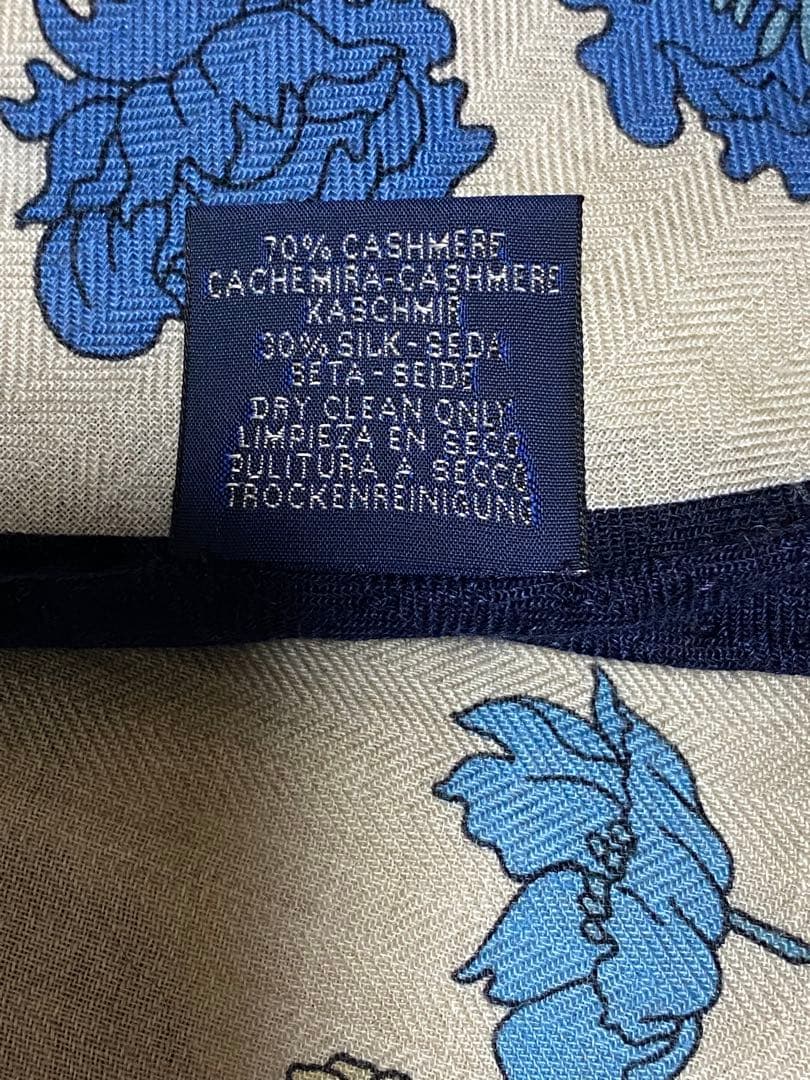 70% CASHMERE
CACHEMIRA-CASHMERE
KASCHMIR
30% SILK-SEDA
SETA-SEIDE
DRY CLEAN ONLY
LIMPIEZA EN SECO
PULITURA A SECCO
TROCKENREINIGUNG